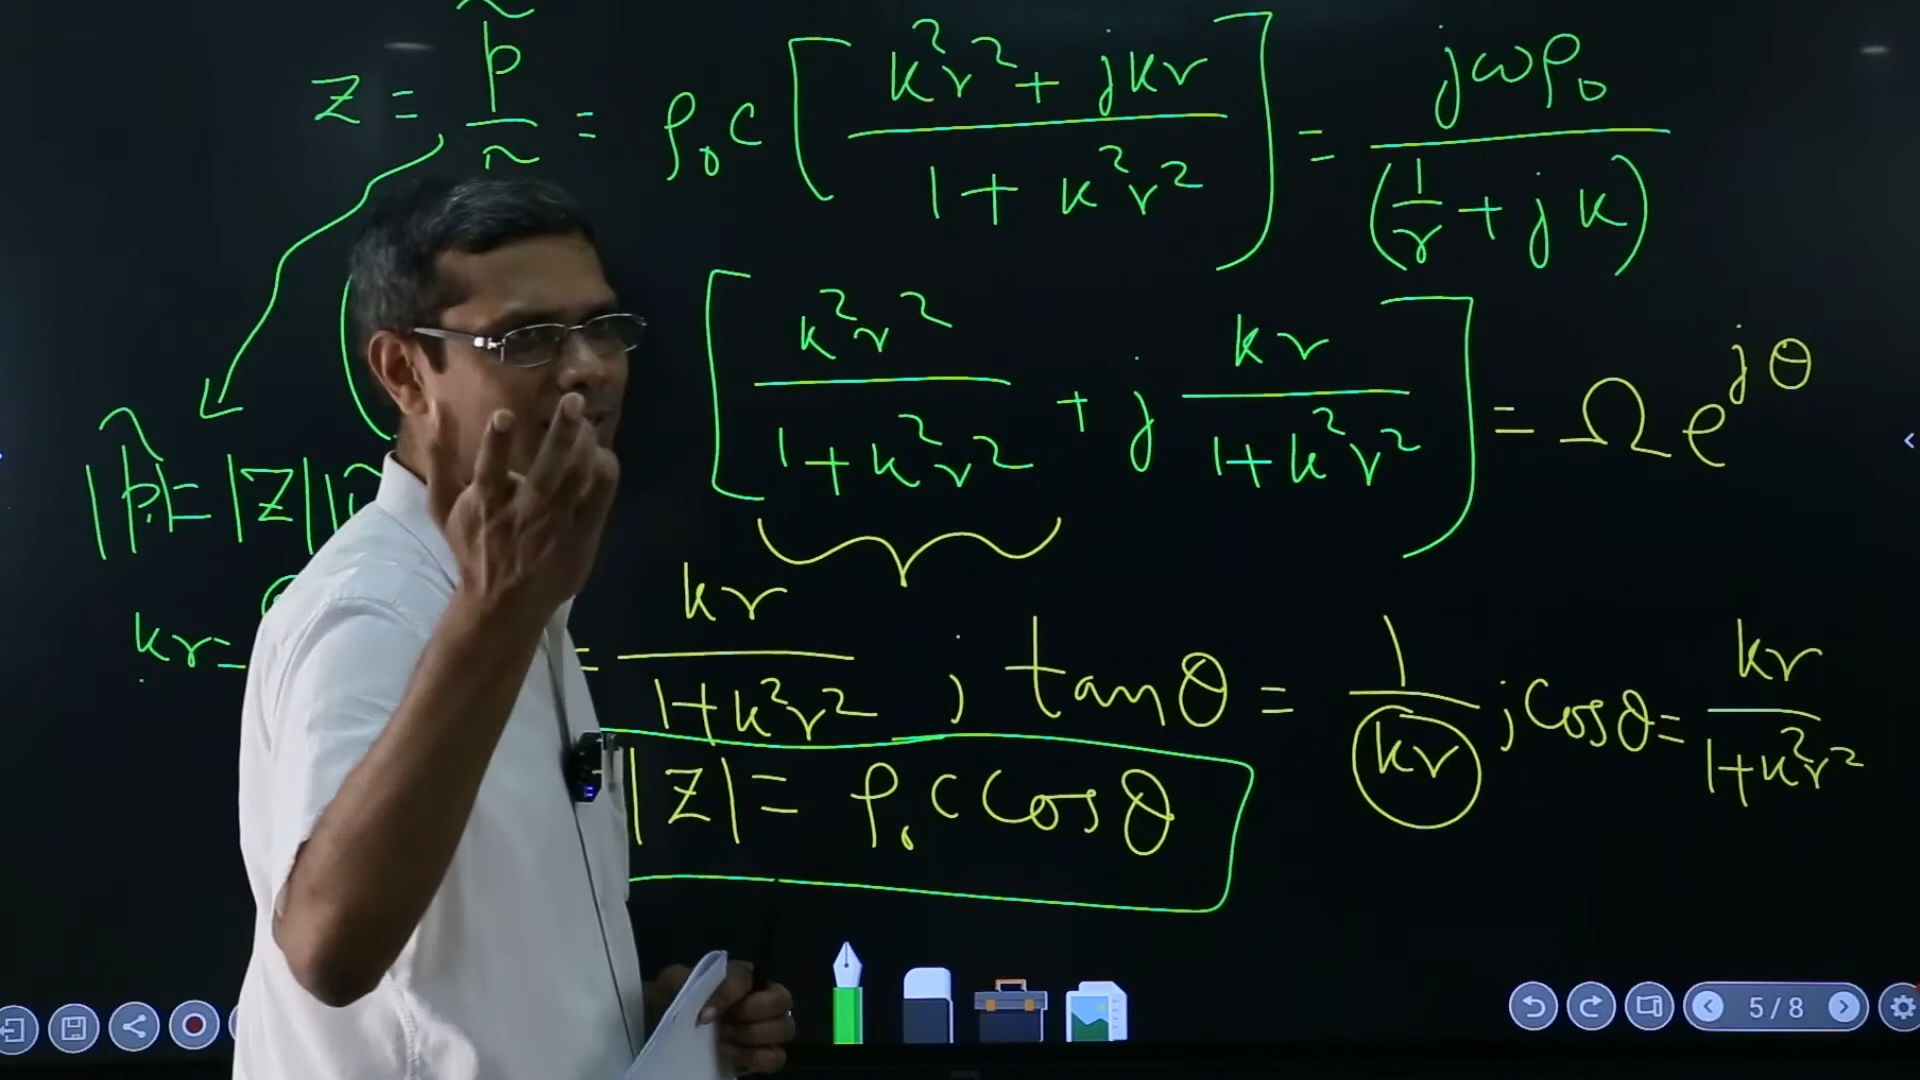 z = p̃/ũ = ρ₀c [ (k²r² + jkr) / (1 + k²r²) ] = jωρ₀ / (1/r + jk)
[ k²r² / (1 + k²r²) + j kr / (1 + k²r²) ] = Ω e^{jθ}
|p̃| = |z||
kr =
= kr / (1 + k²r²) ; tanθ = 1/kr ; cosθ = kr / (1 + k²r²)
|z| = ρ₀ c cosθ
5 / 8